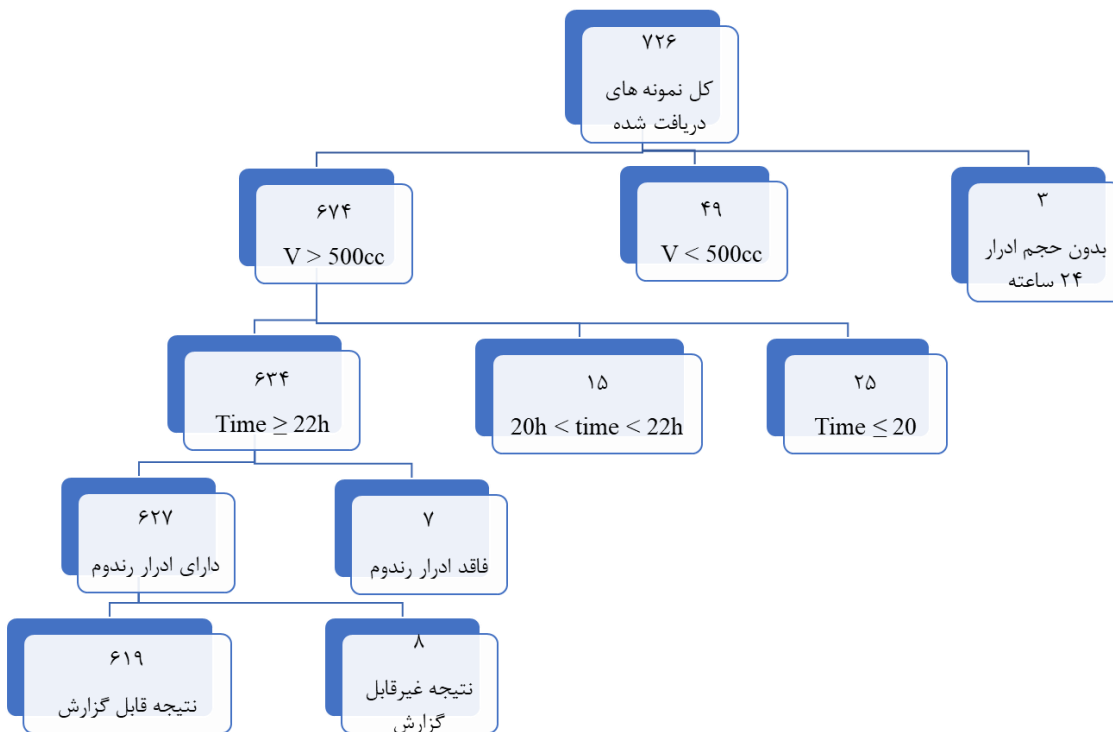 ۷۲۶
کل نمونه های
دریافت شده
۶۷۴
V > 500cc
۴۹
V < 500cc
۳
بدون حجم ادرار
۲۴ ساعته
۶۳۴
Time ≥ 22h
۱۵
20h < time < 22h
۲۵
Time ≤ 20
۶۲۷
دارای ادرار رندوم
۷
فاقد ادرار رندوم
۶۱۹
نتیجه قابل گزارش
۸
نتیجه غیرقابل
گزارش